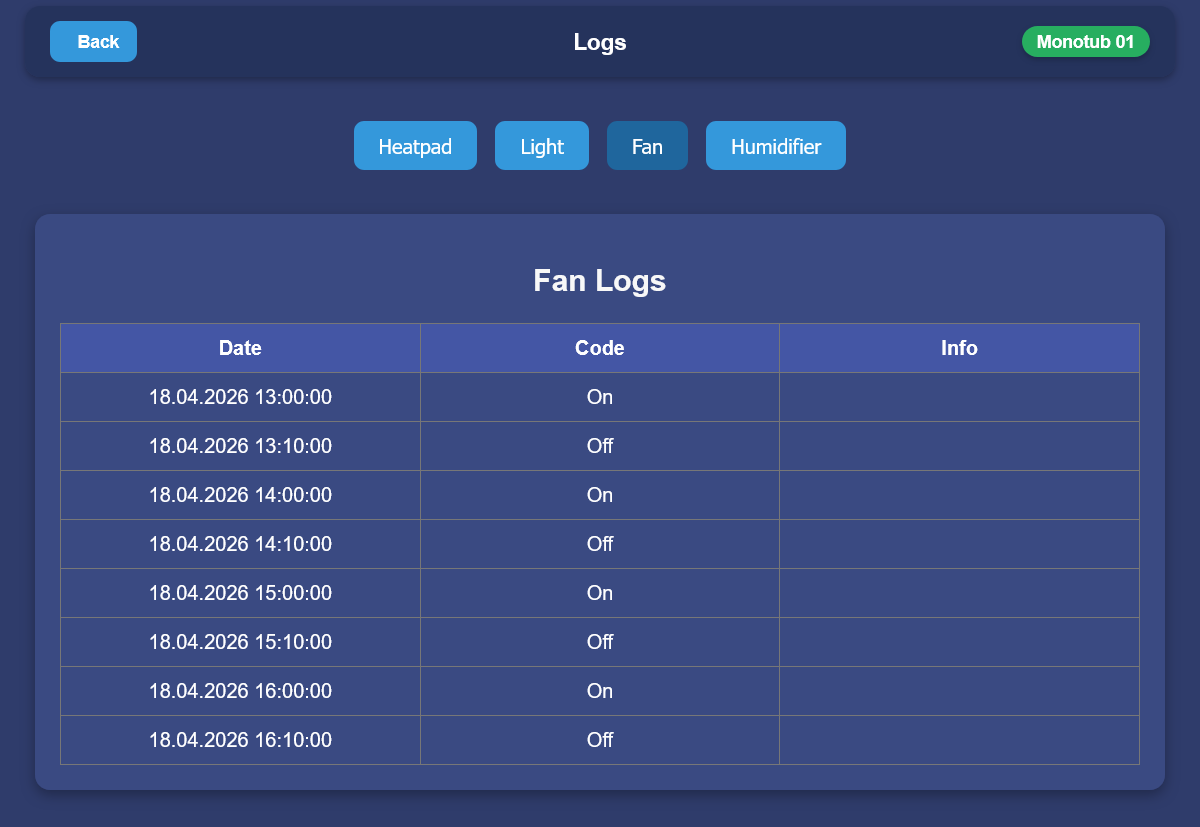 Back Logs Monotub 01
Heatpad Light Fan Humidifier
Fan Logs
Date Code Info
18.04.2026 13:00:00 On
18.04.2026 13:10:00 Off
18.04.2026 14:00:00 On
18.04.2026 14:10:00 Off
18.04.2026 15:00:00 On
18.04.2026 15:10:00 Off
18.04.2026 16:00:00 On
18.04.2026 16:10:00 Off